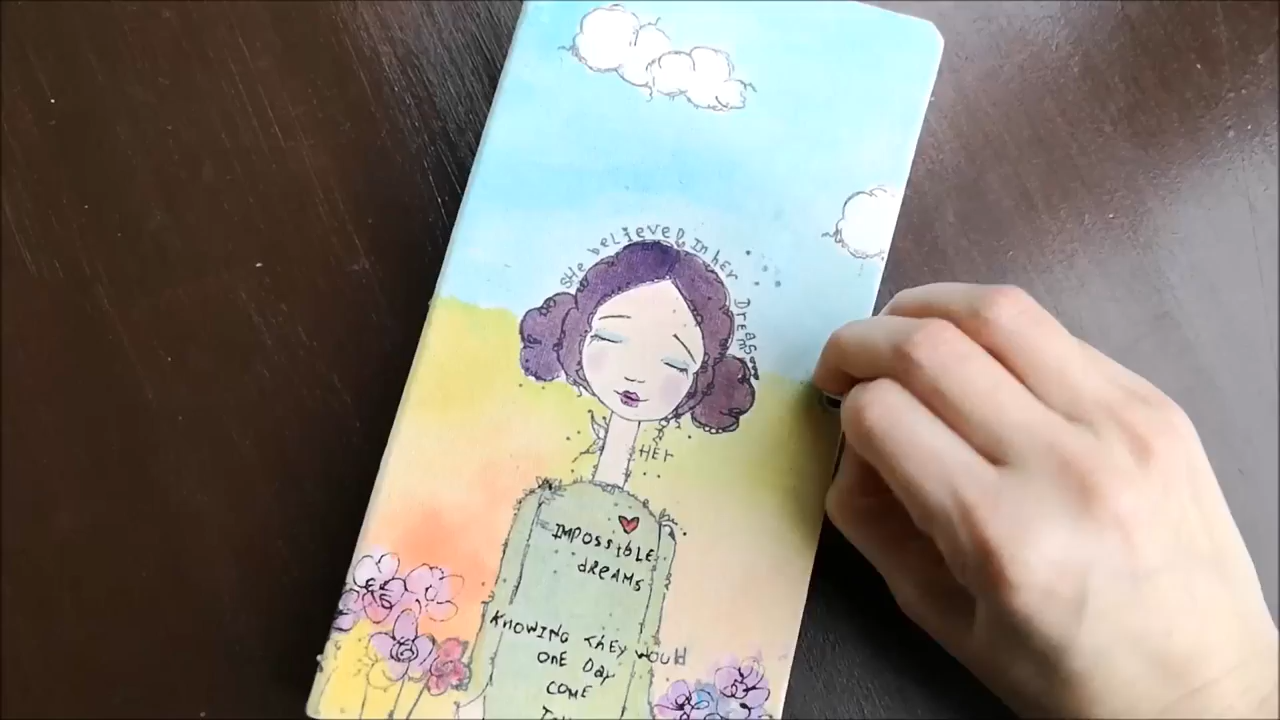 SHe beLIEVED In HEr DreAmS
HEr
IMPOSSIbLE
dreAMS
KnoWING THEy WoUld
onE DAy
COME